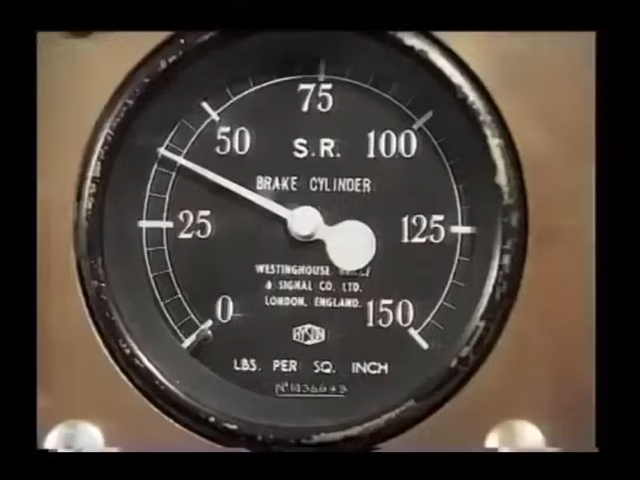 75
50 100
S.R.
BRAKE CYLINDER
25 125
WESTINGHOUSE
& SIGNAL CO. LTD.
LONDON, ENGLAND.
0 150
LBS. PER SQ. INCH